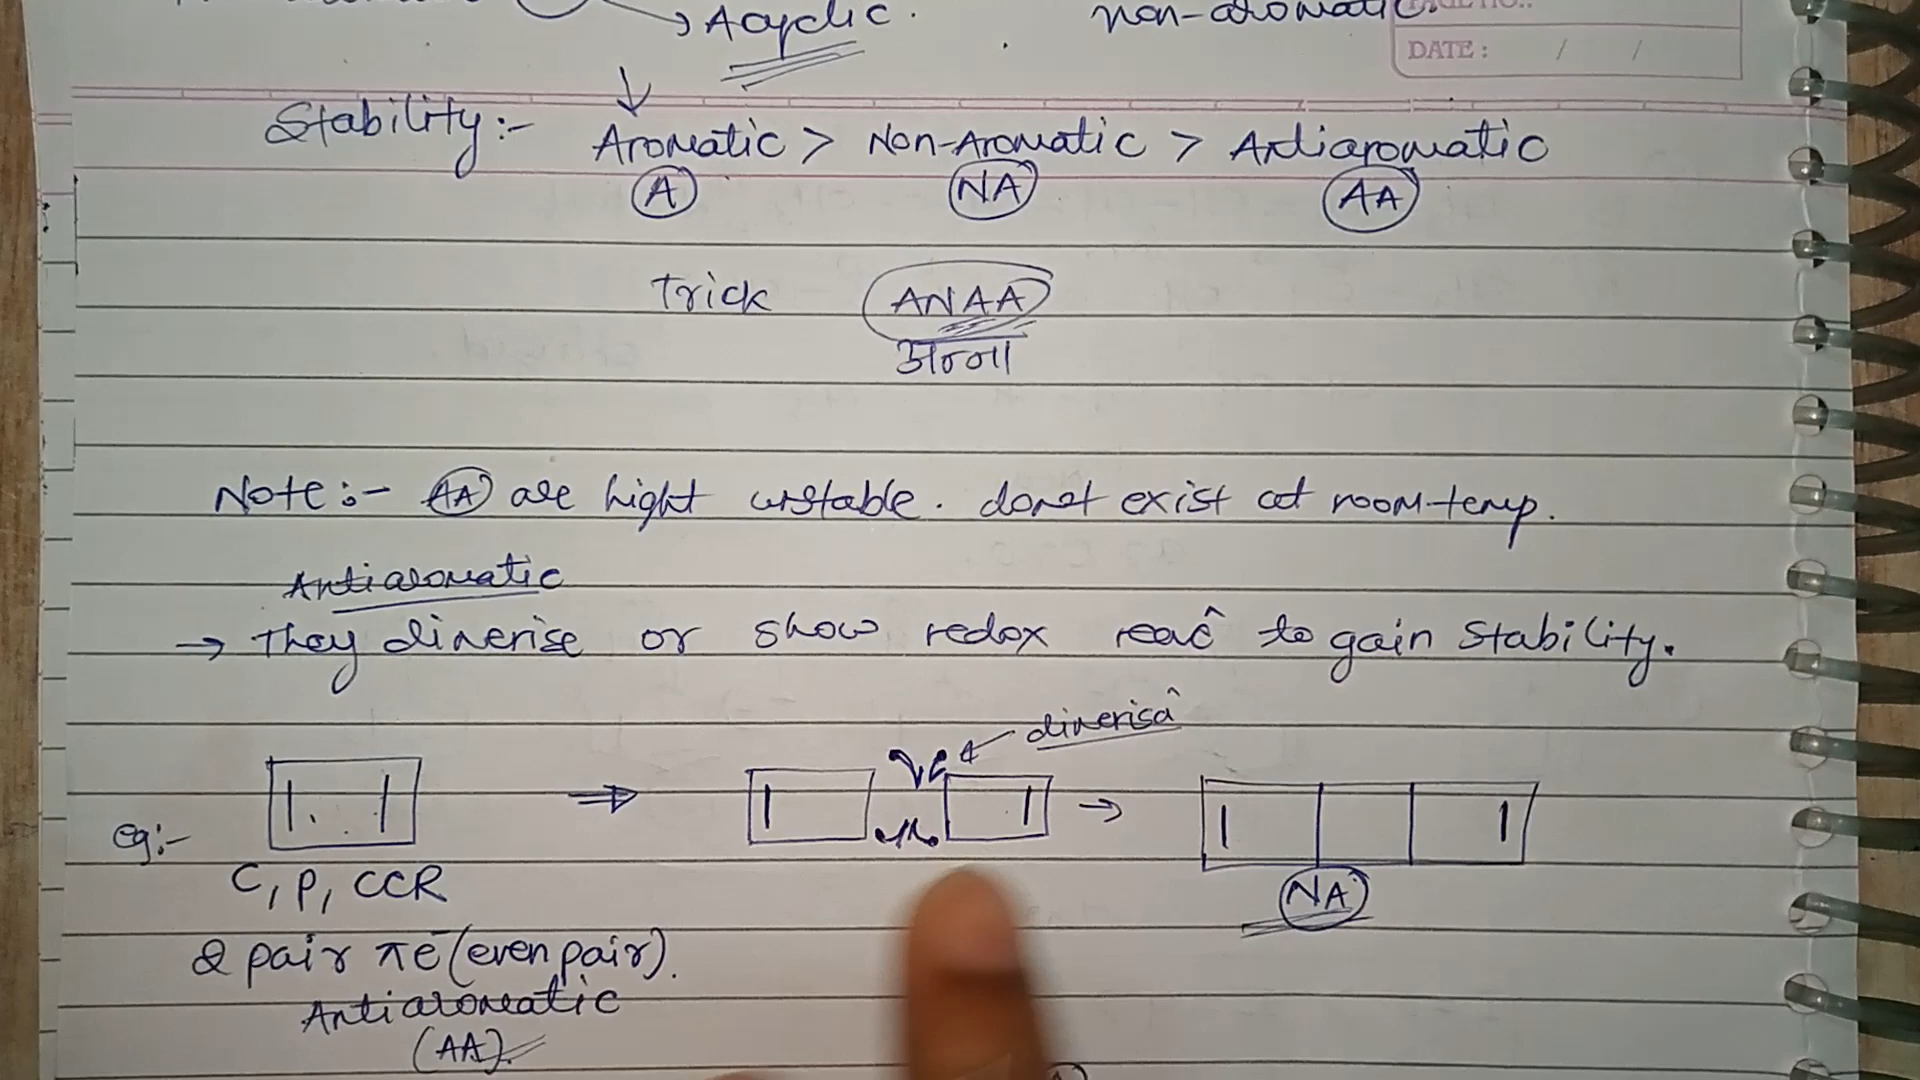 → Acyclic. non-aromatic.
DATE : / /
Stability:- Aromatic > Non-Aromatic > Antiaromatic
A NA AA
Trick ANAA
अन्ना
Note:- AA are hight unstable. donot exist at room-temp.
Antiaromatic
→ They dimerise or show redox reac^ to gain Stability.
dimerisa^
eg:-
C, P, CCR
NA
2 pair πe⁻ (even pair).
Antiaromatic
(AA).